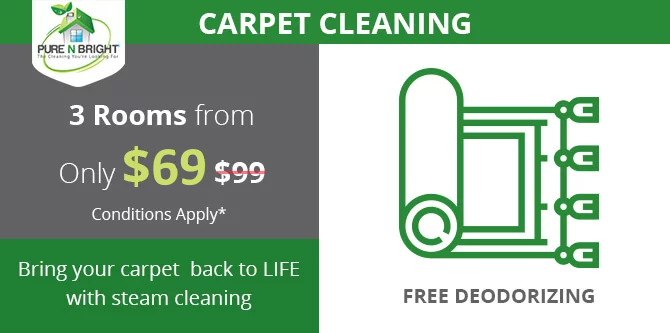 CARPET CLEANING
PURE N BRIGHT
The Cleaning You're Looking For
3 Rooms from
Only $69 $99
Conditions Apply*
Bring your carpet back to LIFE
with steam cleaning
FREE DEODORIZING